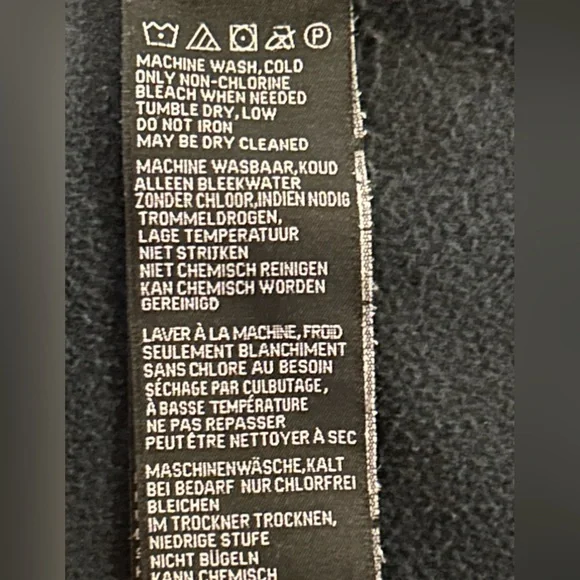 MACHINE WASH, COLD
ONLY NON-CHLORINE
BLEACH WHEN NEEDED
TUMBLE DRY, LOW
DO NOT IRON
MAY BE DRY CLEANED
MACHINE WASBAAR, KOUD
ALLEEN BLEEKWATER
ZONDER CHLOOR, INDIEN NODIG
TROMMELDROGEN,
LAGE TEMPERATUUR
NIET STRIJKEN
NIET CHEMISCH REINIGEN
KAN CHEMISCH WORDEN
GEREINIGD
LAVER À LA MACHINE, FROID
SEULEMENT BLANCHIMENT
SANS CHLORE AU BESOIN
SÉCHAGE PAR CULBUTAGE,
À BASSE TEMPÉRATURE
NE PAS REPASSER
PEUT ÊTRE NETTOYER À SEC
MASCHINENWÄSCHE, KALT
BEI BEDARF NUR CHLORFREI
BLEICHEN
IM TROCKNER TROCKNEN,
NIEDRIGE STUFE
NICHT BÜGELN
KANN CHEMISCH